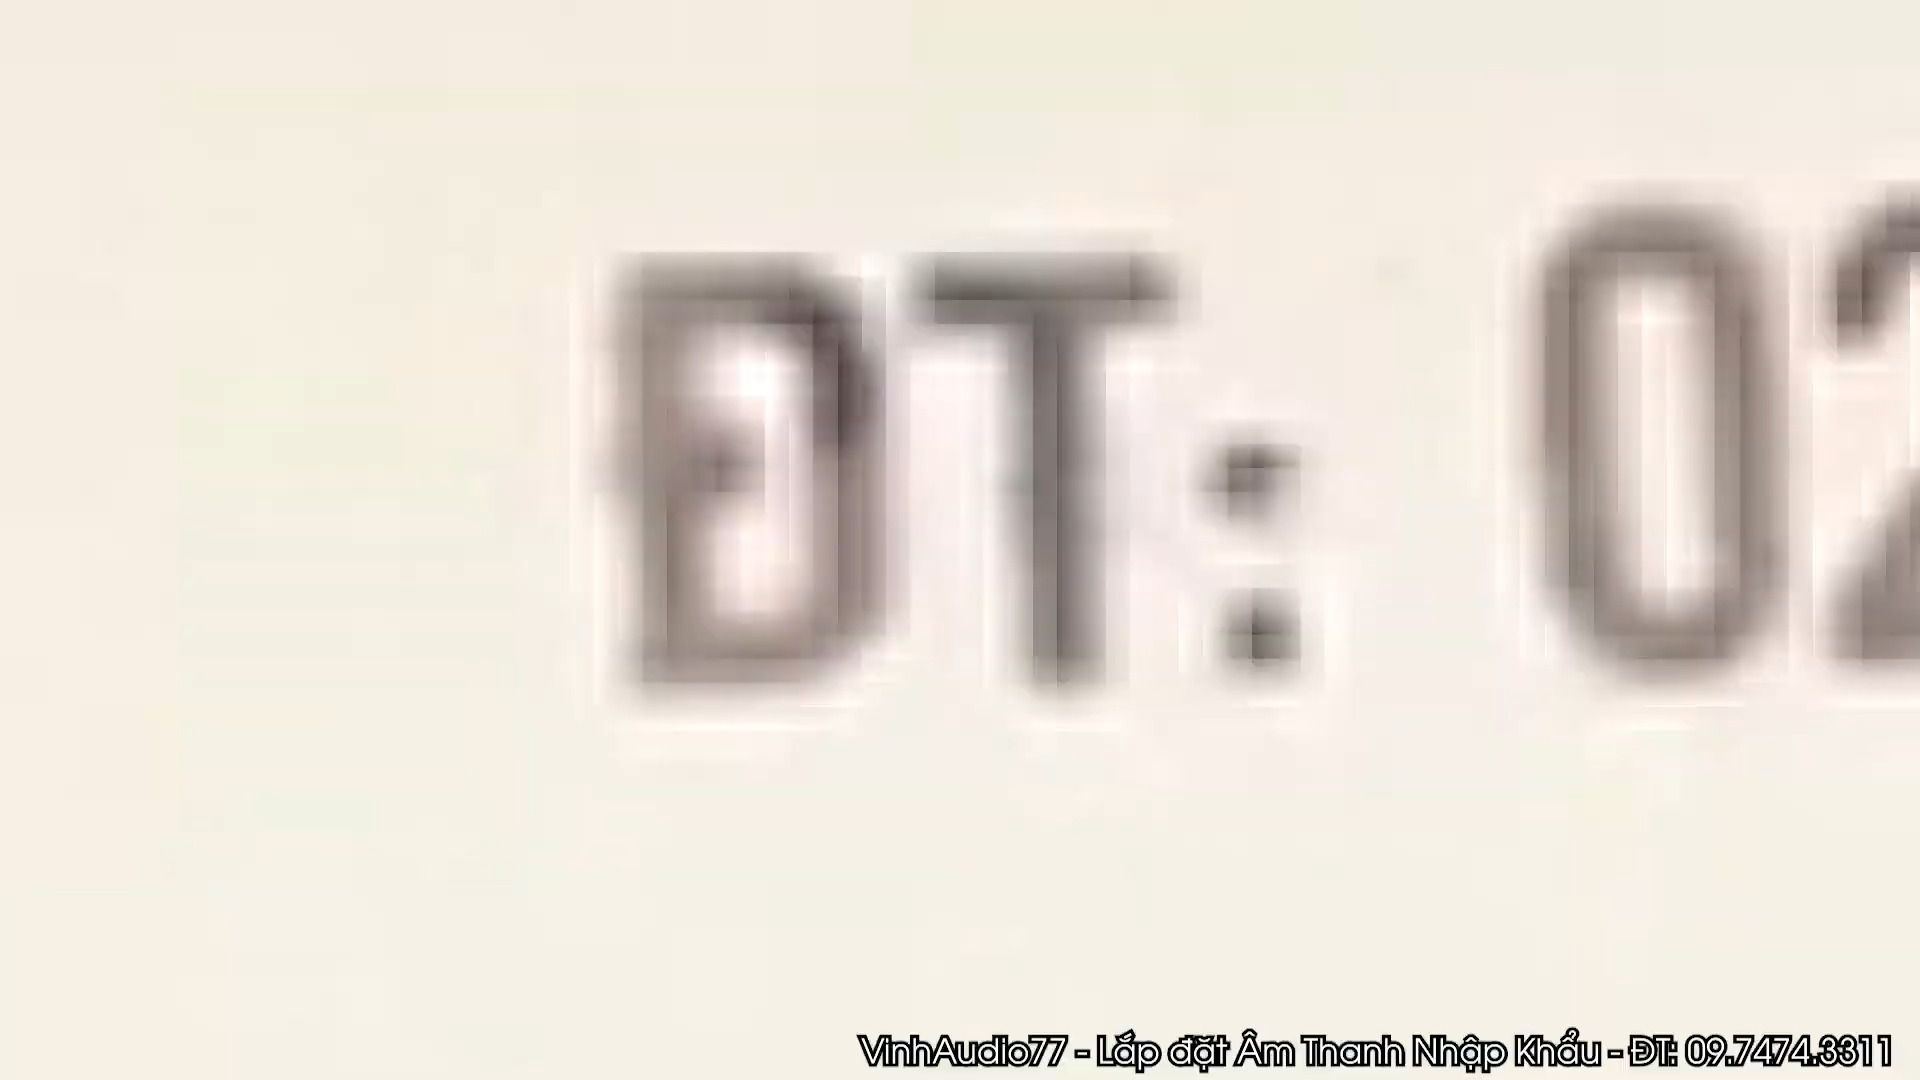 ĐT: 02
VinhAudio77 - Lắp đặt Âm Thanh Nhập Khẩu - ĐT: 09.7474.3311